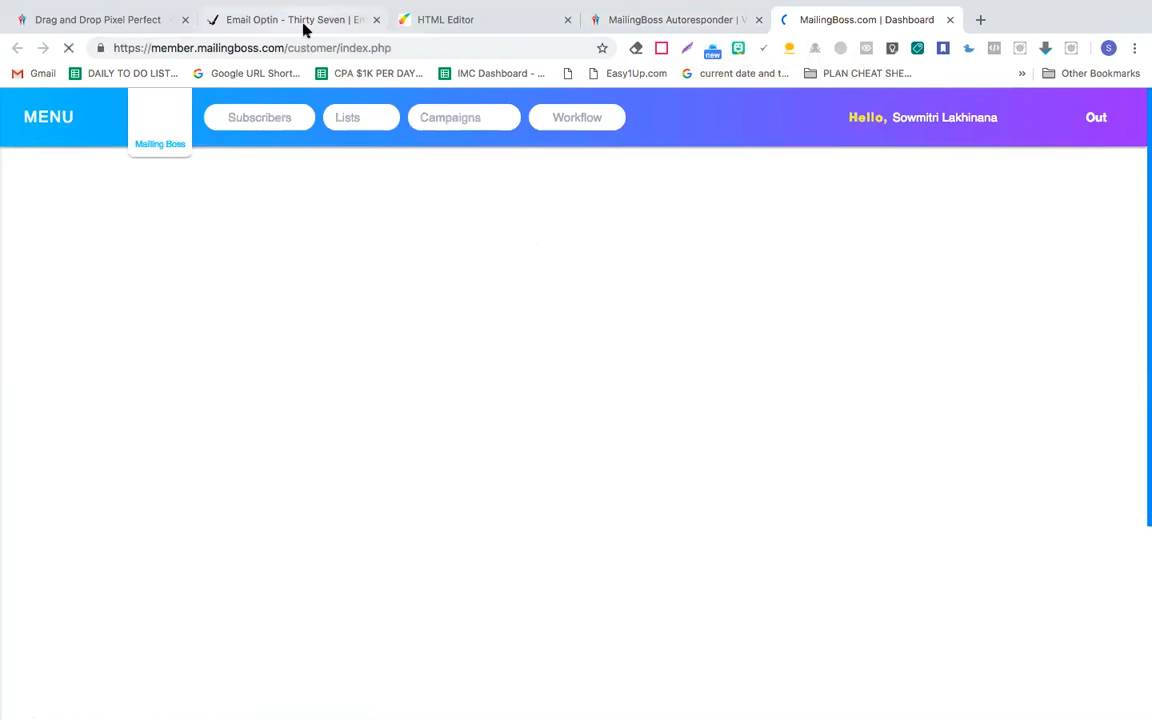 Drag and Drop Pixel Perfect
Email Optin - Thirty Seven | En
HTML Editor
MailingBoss Autoresponder | V
MailingBoss.com | Dashboard
https://member.mailingboss.com/customer/index.php
new
S
Gmail
DAILY TO DO LIST...
Google URL Short...
CPA $1K PER DAY...
IMC Dashboard - ...
Easy1Up.com
current date and t...
PLAN CHEAT SHE...
»
Other Bookmarks
MENU
Mailing Boss
Subscribers
Lists
Campaigns
Workflow
Hello, Sowmitri Lakhinana
Out